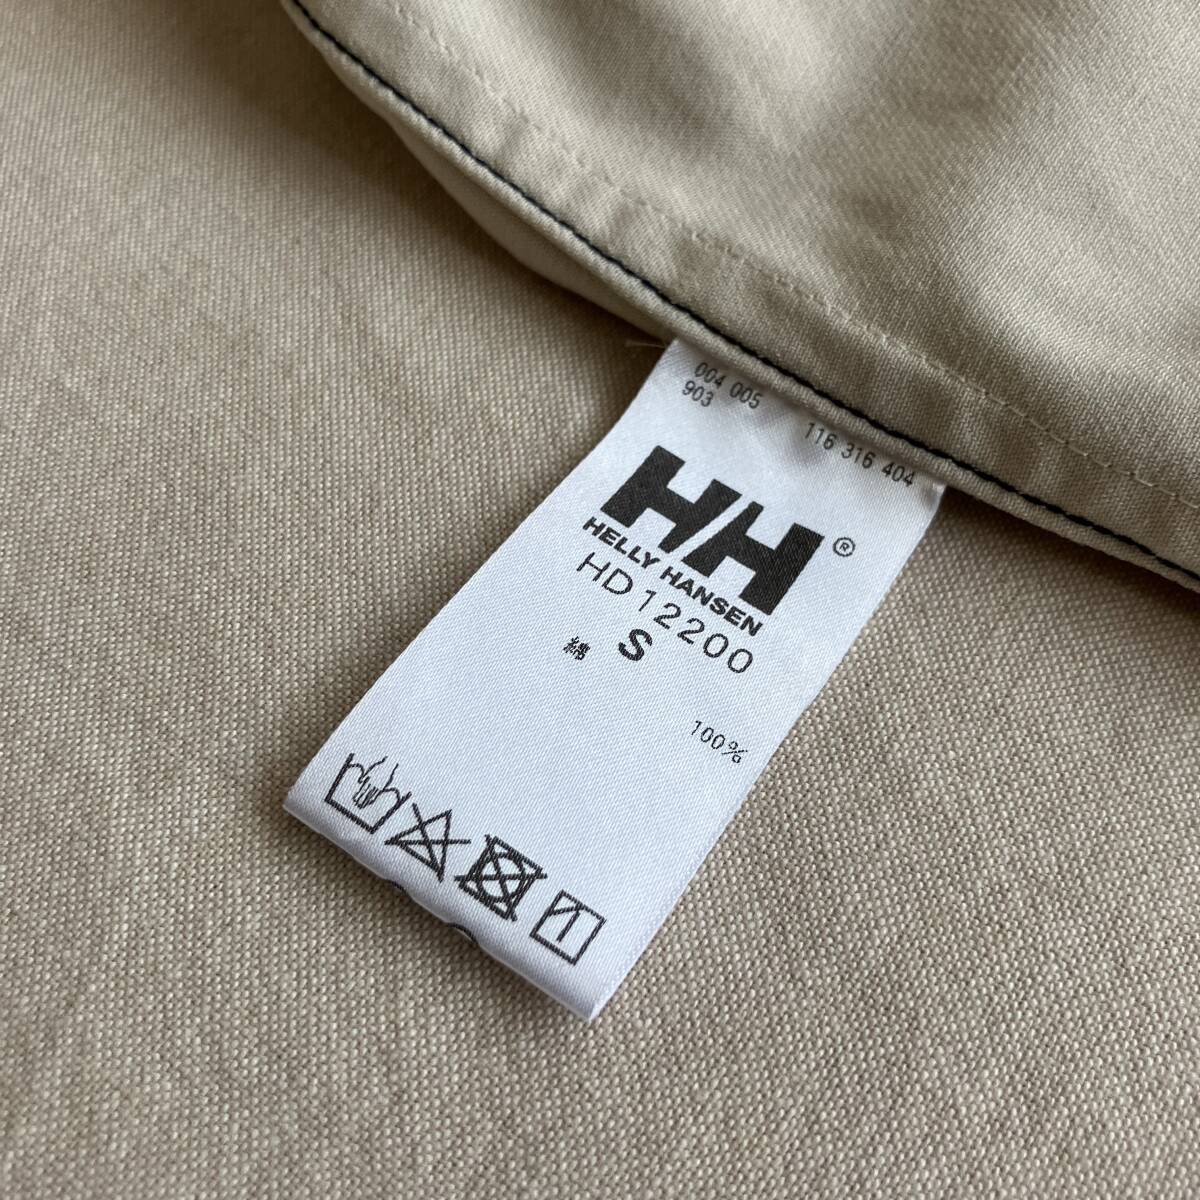 004 005
116 316 404
903
HH®
HELLY HANSEN
HD12200
S
綿
100%